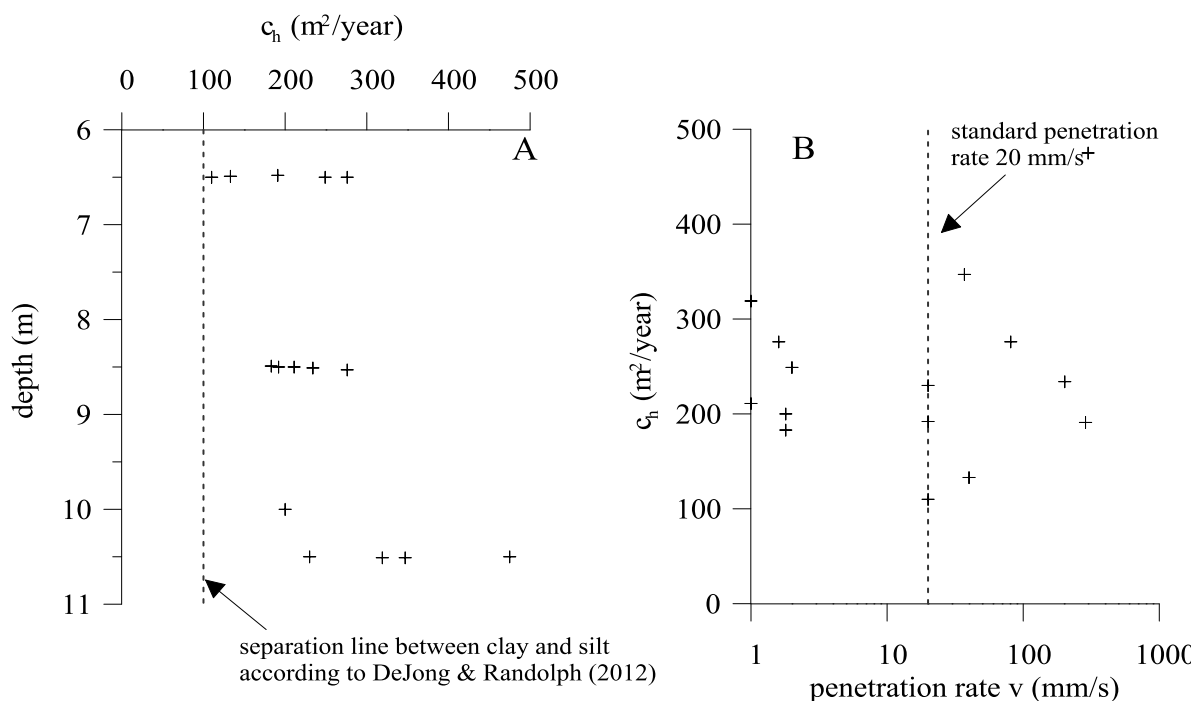 c_h (m²/year)
0 100 200 300 400 500
A
6
7
8
9
10
11
depth (m)
separation line between clay and silt
according to DeJong & Randolph (2012)
B
standard penetration
rate 20 mm/s
500
400
300
200
100
0
c_h (m²/year)
1 10 100 1000
penetration rate v (mm/s)